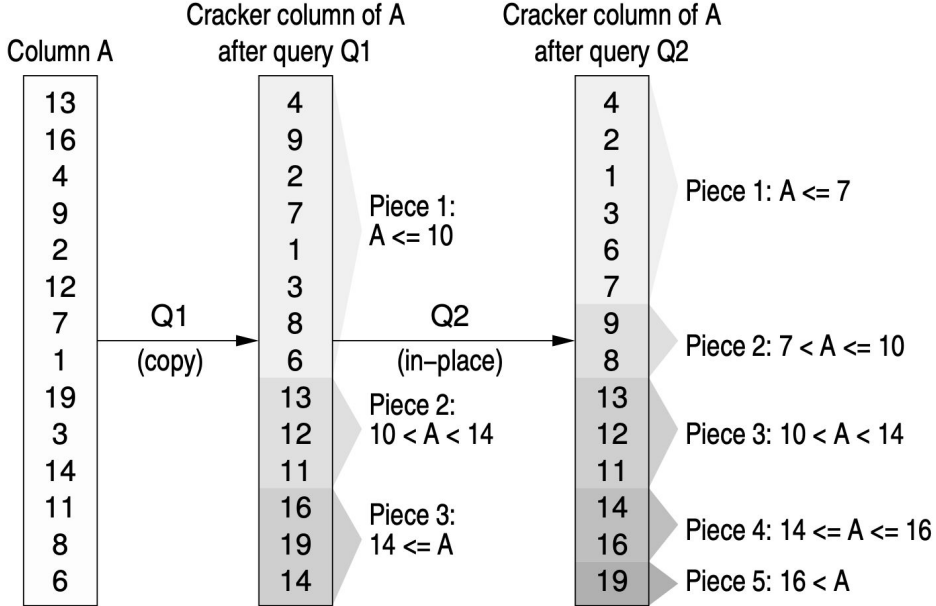 Cracker column of A
after query Q1
Cracker column of A
after query Q2
Column A
13
16
4
9
2
12
7
1
19
3
14
11
8
6
Q1
(copy)
4
9
2
7
1
3
8
6
13
12
11
16
19
14
Piece 1:
A <= 10
Piece 2:
10 < A < 14
Piece 3:
14 <= A
Q2
(in-place)
4
2
1
3
6
7
9
8
13
12
11
14
16
19
Piece 1: A <= 7
Piece 2: 7 < A <= 10
Piece 3: 10 < A < 14
Piece 4: 14 <= A <= 16
Piece 5: 16 < A